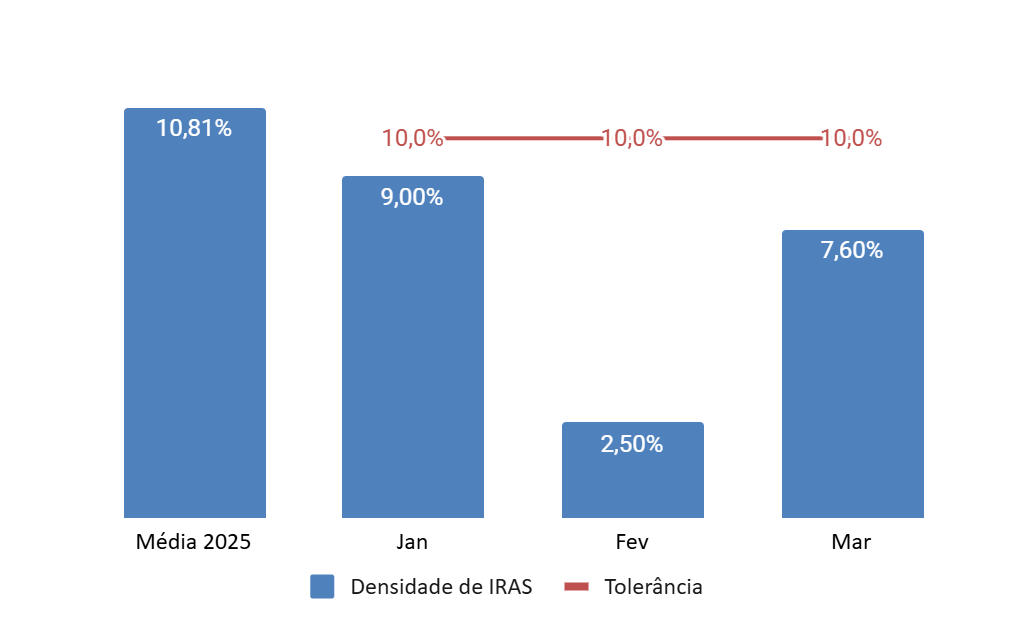 10,81%
10,0% 10,0% 10,0%
9,00%
7,60%
2,50%
Média 2025 Jan Fev Mar
Densidade de IRAS Tolerância